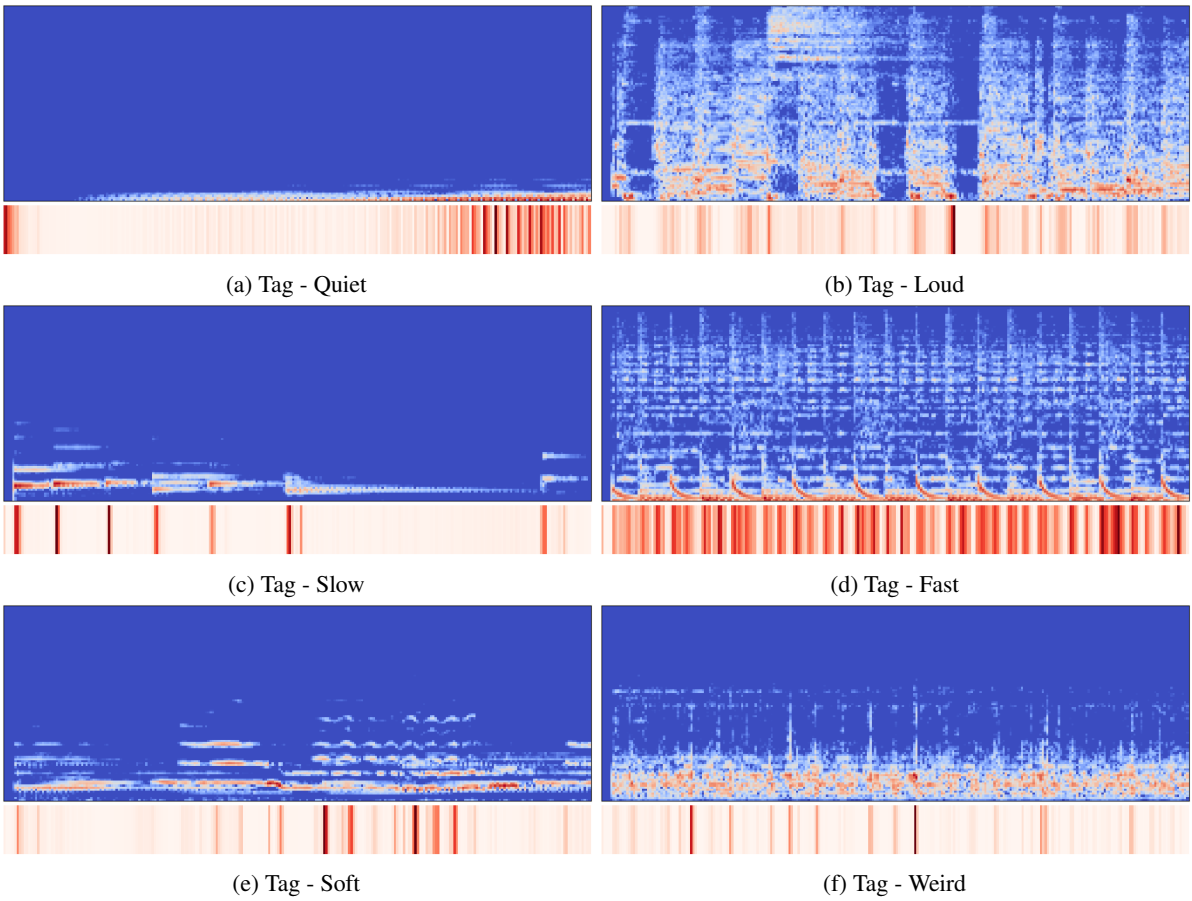 (a) Tag - Quiet
(b) Tag - Loud
(c) Tag - Slow
(d) Tag - Fast
(e) Tag - Soft
(f) Tag - Weird